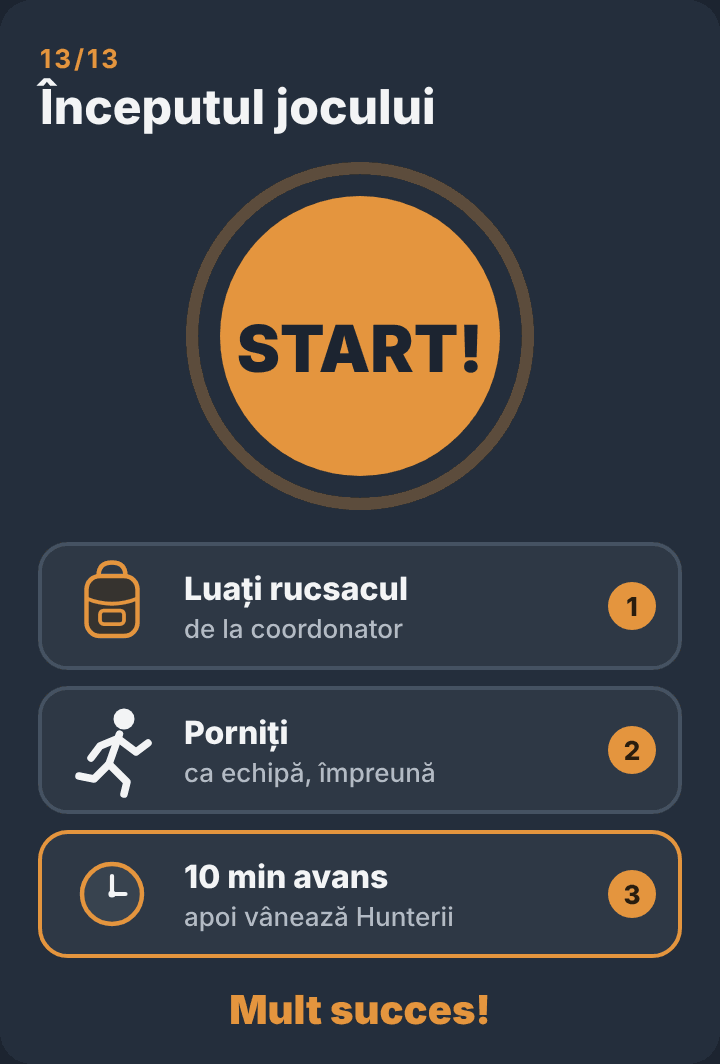 13/13
Începutul jocului
START!
Luați rucsacul
de la coordonator
1
Porniți
ca echipă, împreună
2
10 min avans
apoi vânează Hunterii
3
Mult succes!